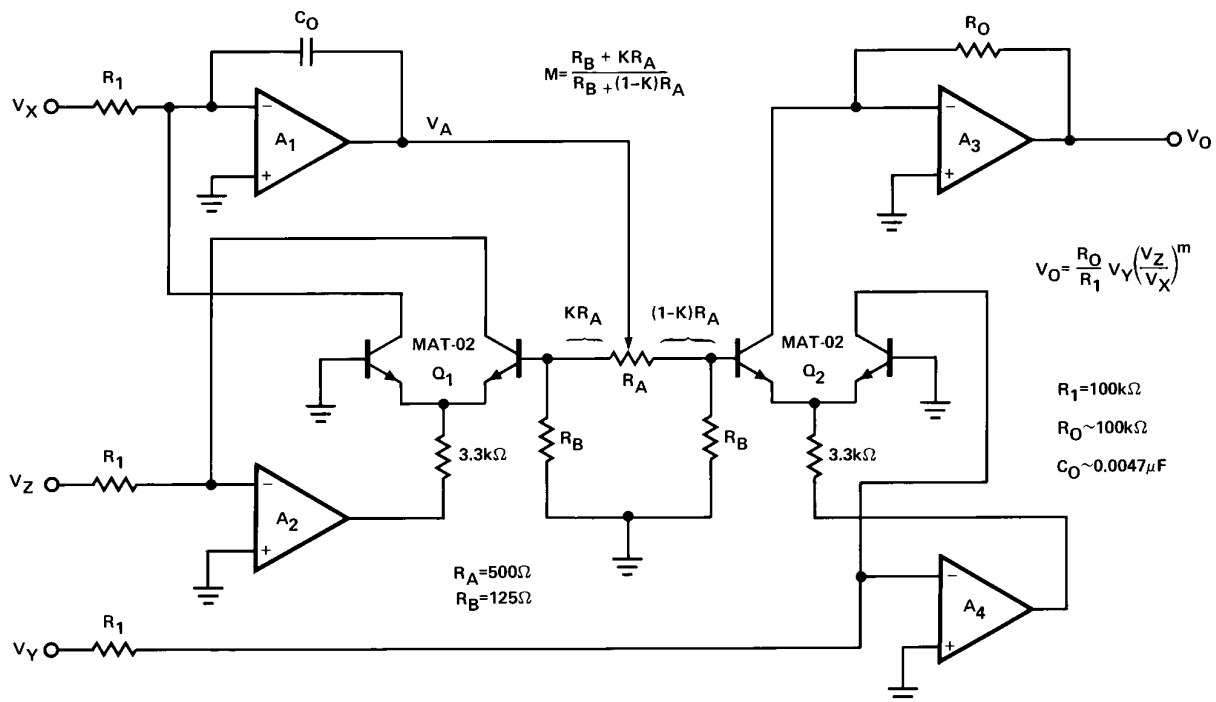 C_O
R_1
V_X
A_1
−
+
V_A
M= (R_B + KR_A) / (R_B + (1-K)R_A)
R_O
−
+
A_3
V_O
V_O= R_O/R_1 V_Y (V_Z/V_X)^m
KR_A
(1-K)R_A
MAT-02
Q_1
R_A
MAT-02
Q_2
R_1=100kΩ
R_O~100kΩ
C_O~0.0047μF
R_B
R_B
3.3kΩ
3.3kΩ
R_1
V_Z
−
+
A_2
R_A=500Ω
R_B=125Ω
−
+
A_4
R_1
V_Y